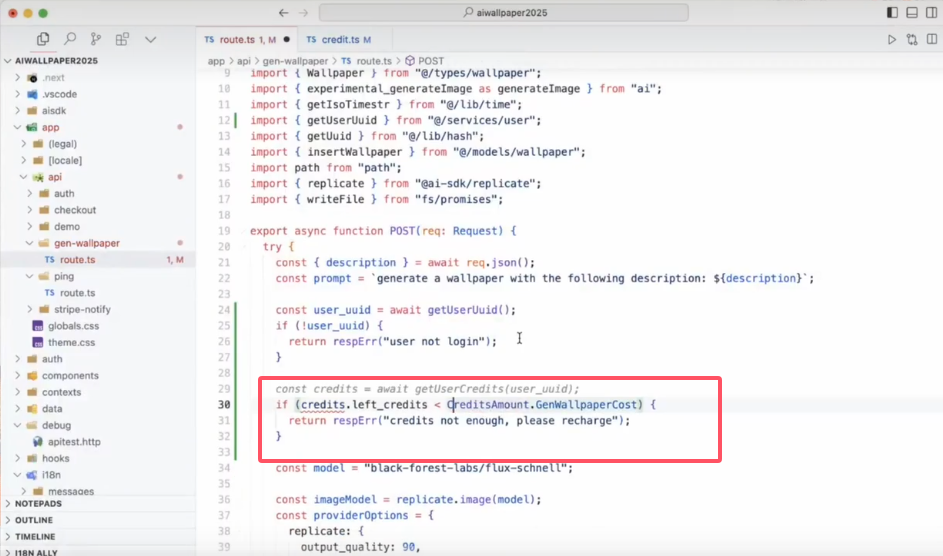 aiwallpaper2025
AIWALLPAPER2025
.next
.vscode
aisdk
app
(legal)
[locale]
api
auth
checkout
demo
gen-wallpaper
TS route.ts 1, M
ping
TS route.ts
stripe-notify
globals.css
theme.css
auth
components
contexts
data
debug
apitest.http
hooks
i18n
messages
NOTEPADS
OUTLINE
TIMELINE
I18N ALLY
TS route.ts 1, M
TS credit.ts M
app > api > gen-wallpaper > TS route.ts > POST
9 import { Wallpaper } from "@/types/wallpaper";
10 import { experimental_generateImage as generateImage } from "ai";
11 import { getIsoTimestr } from "@/lib/time";
12 import { getUserUuid } from "@/services/user";
13 import { getUuid } from "@/lib/hash";
14 import { insertWallpaper } from "@/models/wallpaper";
15 import path from "path";
16 import { replicate } from "@ai-sdk/replicate";
17 import { writeFile } from "fs/promises";
18
19 export async function POST(req: Request) {
20 try {
21 const { description } = await req.json();
22 const prompt = `generate a wallpaper with the following description: ${description}`;
23
24 const user_uuid = await getUserUuid();
25 if (!user_uuid) {
26 return respErr("user not login");
27 }
28
29 const credits = await getUserCredits(user_uuid);
30 if (credits.left_credits < CreditsAmount.GenWallpaperCost) {
31 return respErr("credits not enough, please recharge");
32 }
33
34 const model = "black-forest-labs/flux-schnell";
35
36 const imageModel = replicate.image(model);
37 const providerOptions = {
38 replicate: {
39 output_quality: 90,